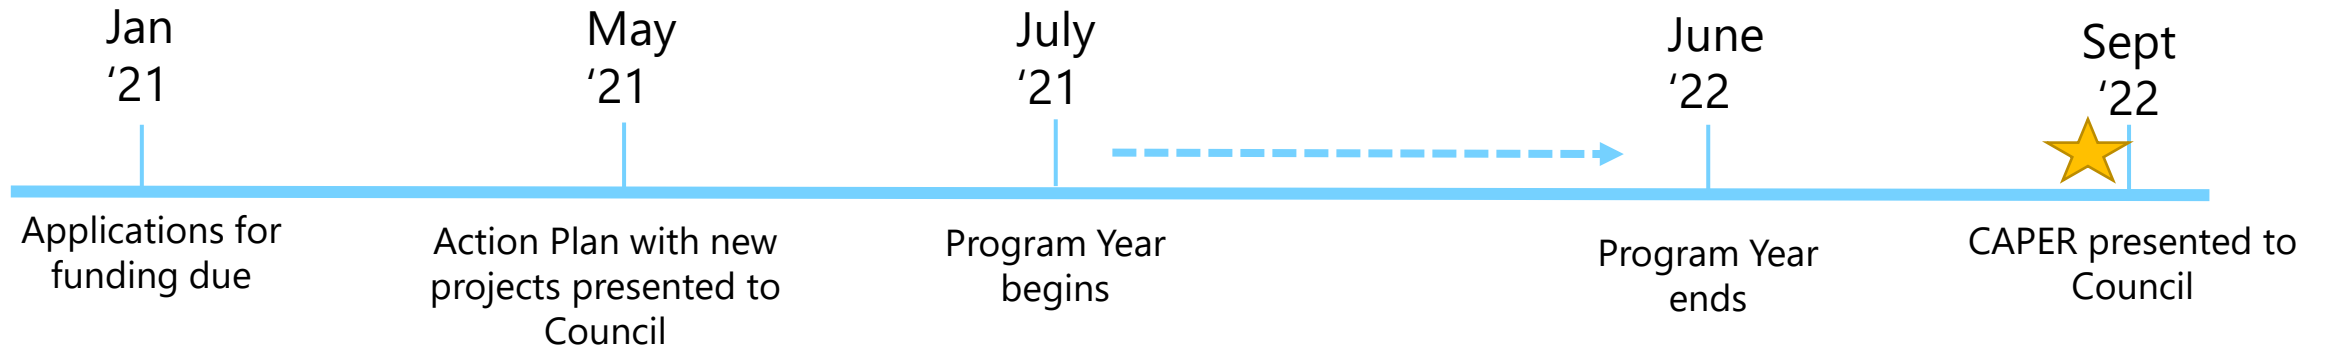 Jan
‘21
May
‘21
July
‘21
June
‘22
Sept
‘22
Applications for
funding due
Action Plan with new
projects presented to
Council
Program Year
begins
Program Year
ends
CAPER presented to
Council